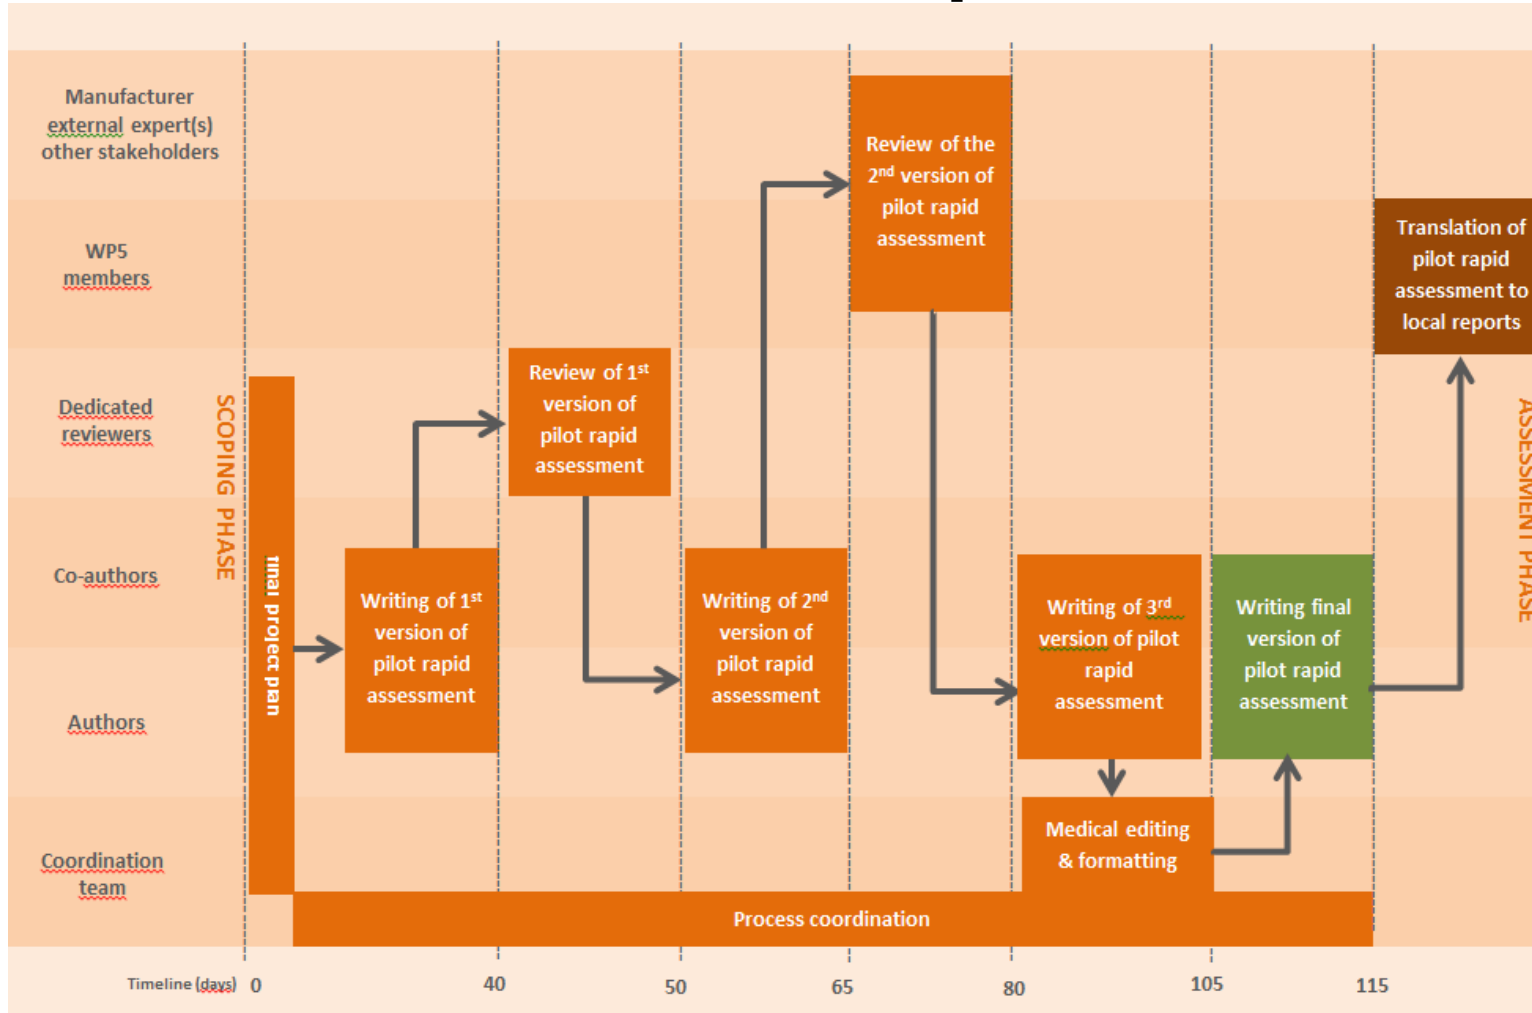 Manufacturer
external expert(s)
other stakeholders
WP5
members
Dedicated
reviewers
Co-authors
Authors
Coordination
team
SCOPING PHASE
final project plan
Writing of 1st
version of
pilot rapid
assessment
Review of 1st
version of
pilot rapid
assessment
Writing of 2nd
version of
pilot rapid
assessment
Review of the
2nd version of
pilot rapid
assessment
Writing of 3rd
version of pilot
rapid
assessment
Medical editing
& formatting
Writing final
version of
pilot rapid
assessment
Translation of
pilot rapid
assessment to
local reports
ASSESSMENT PHASE
Process coordination
Timeline (days) 0 40 50 65 80 105 115